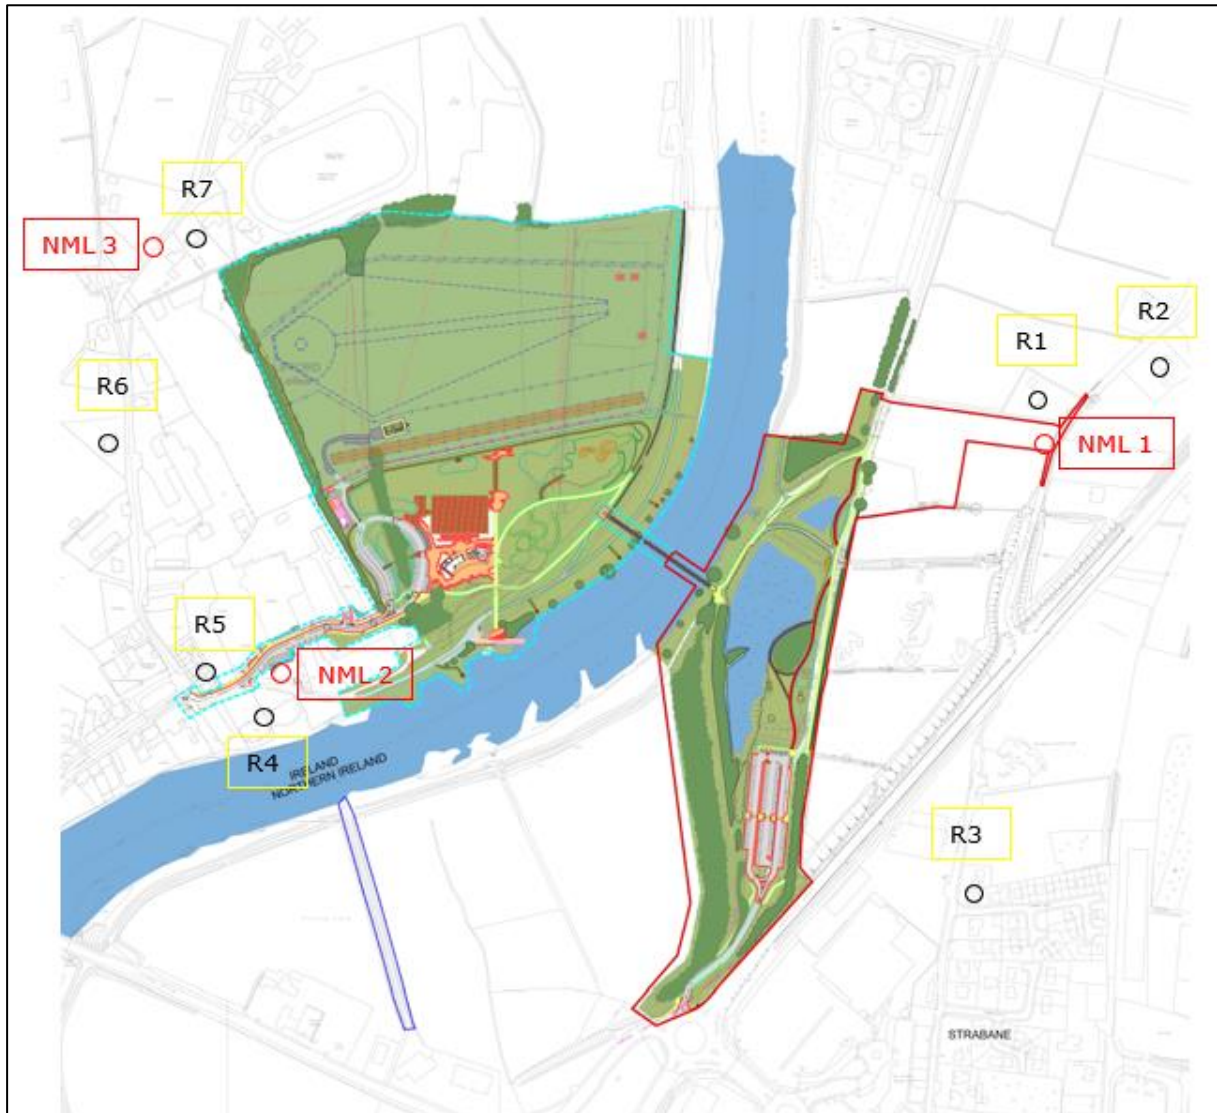 R7
NML 3
R2
R1
R6
NML 1
R5
NML 2
R4
IRELAND
NORTHERN IRELAND
R3
STRABANE